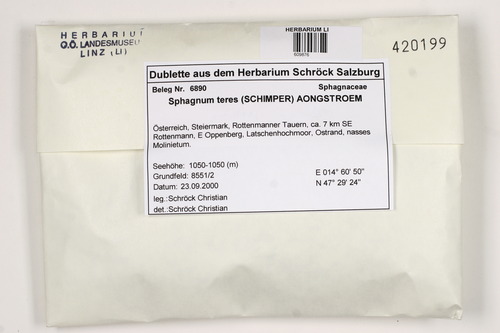 HERBARIUM
O.Ö. LANDESMUSEUM
LINZ (LI)
HERBARIUM LI
420199
Dublette aus dem Herbarium Schröck Salzburg
Beleg Nr. 6890 Sphagnaceae
Sphagnum teres (SCHIMPER) AONGSTROEM
Österreich, Steiermark, Rottenmanner Tauern, ca. 7 km SE
Rottenmann, E Oppenberg, Latschenhochmoor, Ostrand, nasses
Molinietum.
Seehöhe: 1050-1050 (m)
Grundfeld: 8551/2
Datum: 23.09.2000
E 014° 60' 50"
N 47° 29' 24"
leg.:Schröck Christian
det.:Schröck Christian